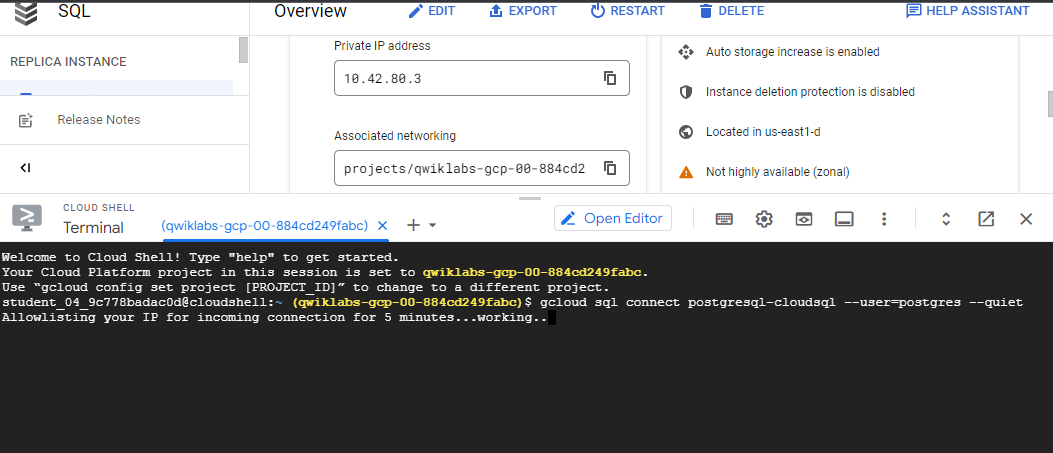 SQL
Overview
EDIT
EXPORT
RESTART
DELETE
HELP ASSISTANT
REPLICA INSTANCE
Release Notes
Private IP address
10.42.80.3
Associated networking
projects/qwiklabs-gcp-00-884cd2
Auto storage increase is enabled
Instance deletion protection is disabled
Located in us-east1-d
Not highly available (zonal)
CLOUD SHELL
Terminal
(qwiklabs-gcp-00-884cd249fabc)
Open Editor
Welcome to Cloud Shell! Type "help" to get started.
Your Cloud Platform project in this session is set to qwiklabs-gcp-00-884cd249fabc.
Use “gcloud config set project [PROJECT_ID]” to change to a different project.
student_04_9c778badac0d@cloudshell:~ (qwiklabs-gcp-00-884cd249fabc)$ gcloud sql connect postgresql-cloudsql --user=postgres --quiet
Allowlisting your IP for incoming connection for 5 minutes...working..